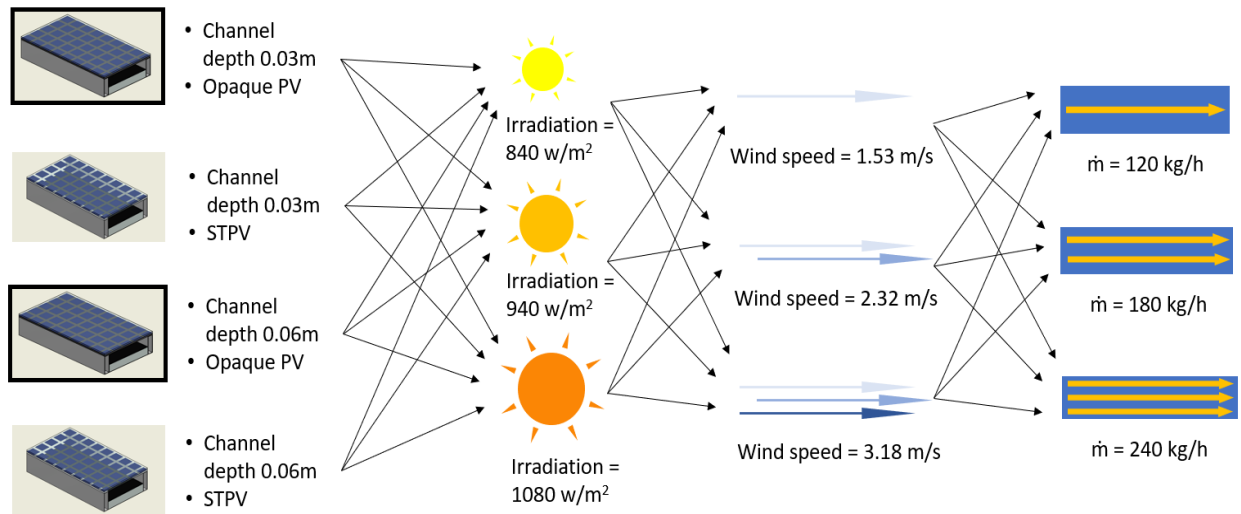 • Channel
depth 0.03m
• Opaque PV
• Channel
depth 0.03m
• STPV
• Channel
depth 0.06m
• Opaque PV
• Channel
depth 0.06m
• STPV
Irradiation =
840 w/m²
Irradiation =
940 w/m²
Irradiation =
1080 w/m²
Wind speed = 1.53 m/s
Wind speed = 2.32 m/s
Wind speed = 3.18 m/s
ṁ = 120 kg/h
ṁ = 180 kg/h
ṁ = 240 kg/h